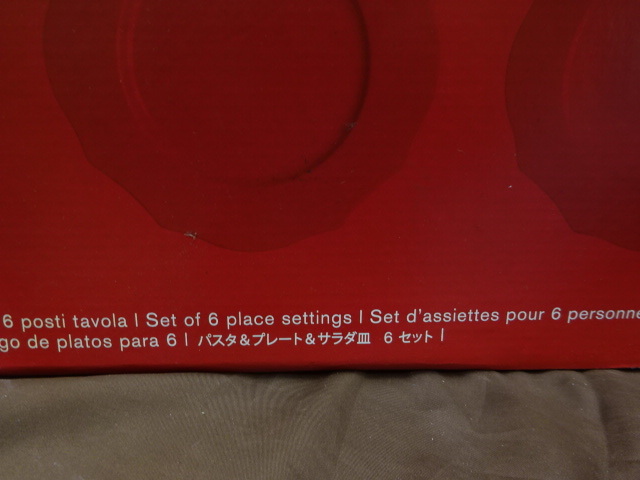 6 posti tavola | Set of 6 place settings | Set d'assiettes pour 6 personne
go de platos para 6 | パスタ&プレート&サラダ皿 6セット |